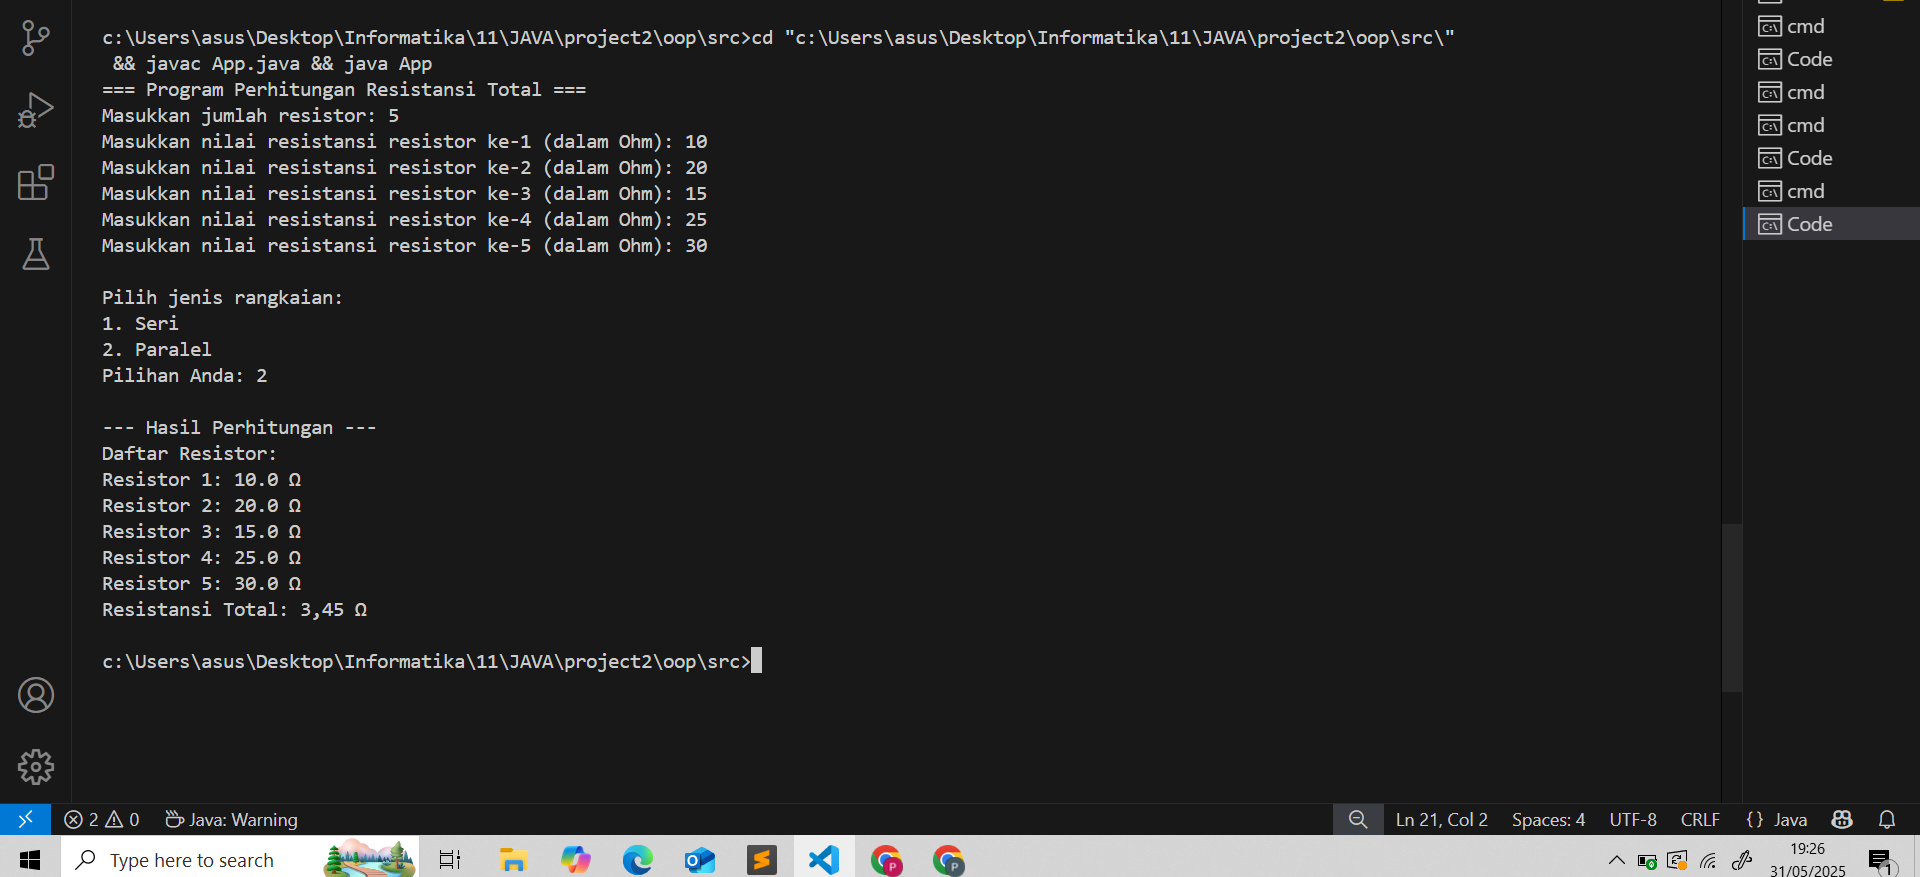 c:\Users\asus\Desktop\Informatika\11\JAVA\project2\oop\src>cd "c:\Users\asus\Desktop\Informatika\11\JAVA\project2\oop\src\"
 && javac App.java && java App
=== Program Perhitungan Resistansi Total ===
Masukkan jumlah resistor: 5
Masukkan nilai resistansi resistor ke-1 (dalam Ohm): 10
Masukkan nilai resistansi resistor ke-2 (dalam Ohm): 20
Masukkan nilai resistansi resistor ke-3 (dalam Ohm): 15
Masukkan nilai resistansi resistor ke-4 (dalam Ohm): 25
Masukkan nilai resistansi resistor ke-5 (dalam Ohm): 30
Pilih jenis rangkaian:
1. Seri
2. Paralel
Pilihan Anda: 2
--- Hasil Perhitungan ---
Daftar Resistor:
Resistor 1: 10.0 Ω
Resistor 2: 20.0 Ω
Resistor 3: 15.0 Ω
Resistor 4: 25.0 Ω
Resistor 5: 30.0 Ω
Resistansi Total: 3,45 Ω
c:\Users\asus\Desktop\Informatika\11\JAVA\project2\oop\src>
cmd
Code
cmd
cmd
Code
cmd
Code
2 0 Java: Warning
Ln 21, Col 2 Spaces: 4 UTF-8 CRLF {} Java
Type here to search
19:26
31/05/2025
1